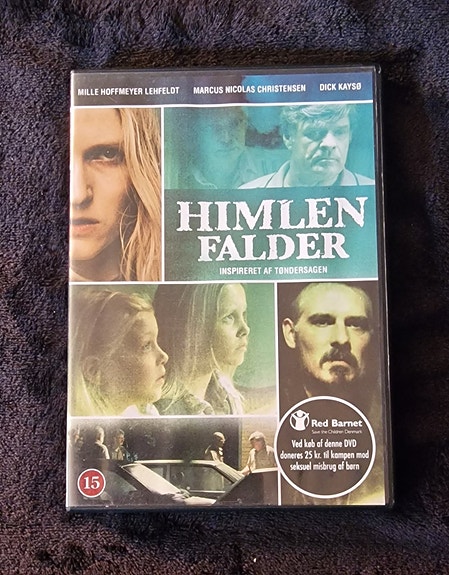 MILLE HOFFMEYER LEHFELDT MARCUS NICOLAS CHRISTENSEN DICK KAYSØ
HIMLEN
FALDER
INSPIRERET AF TØNDERSAGEN
Red Barnet
Save the Children Denmark
Ved køb af denne DVD
doneres 25 kr. til kampen mod
seksuel misbrug af børn
15